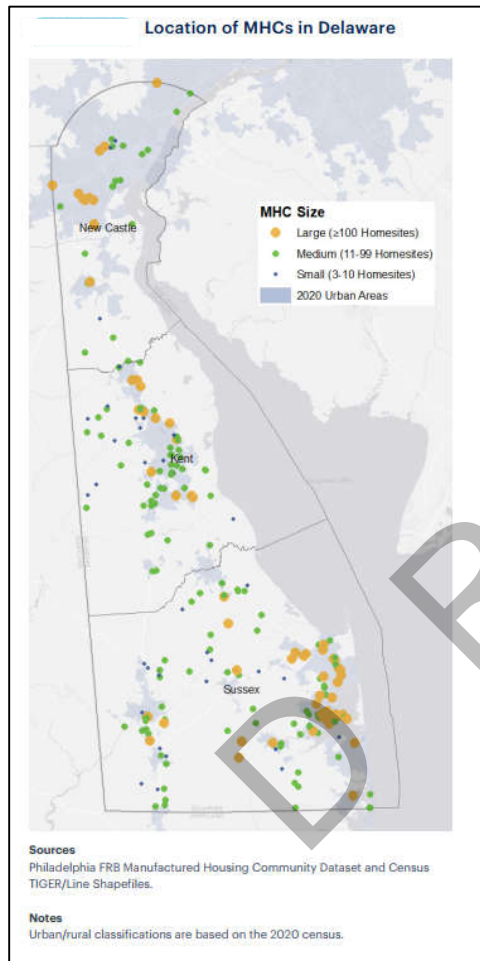 Location of MHCs in Delaware
MHC Size
Large (≥100 Homesites)
Medium (11-99 Homesites)
Small (3-10 Homesites)
2020 Urban Areas
New Castle
Kent
Sussex
D R
Sources
Philadelphia FRB Manufactured Housing Community Dataset and Census
TIGER/Line Shapefiles.
Notes
Urban/rural classifications are based on the 2020 census.